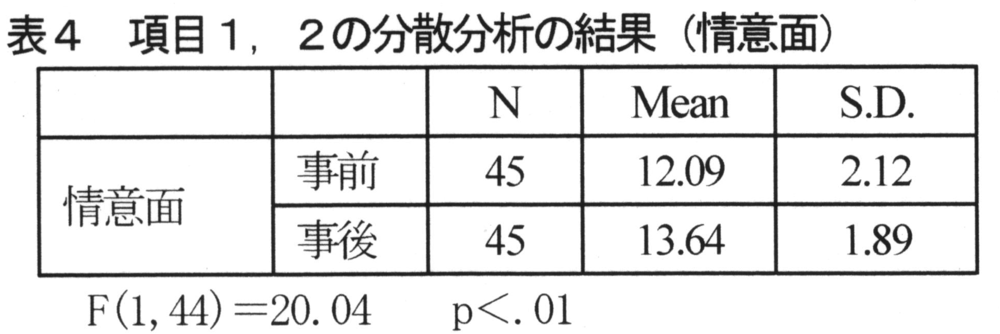 表4 項目1,2の分散分析の結果(情意面)
N Mean S.D.
情意面 事前 45 12.09 2.12
事後 45 13.64 1.89
F(1,44)=20.04 p<.01